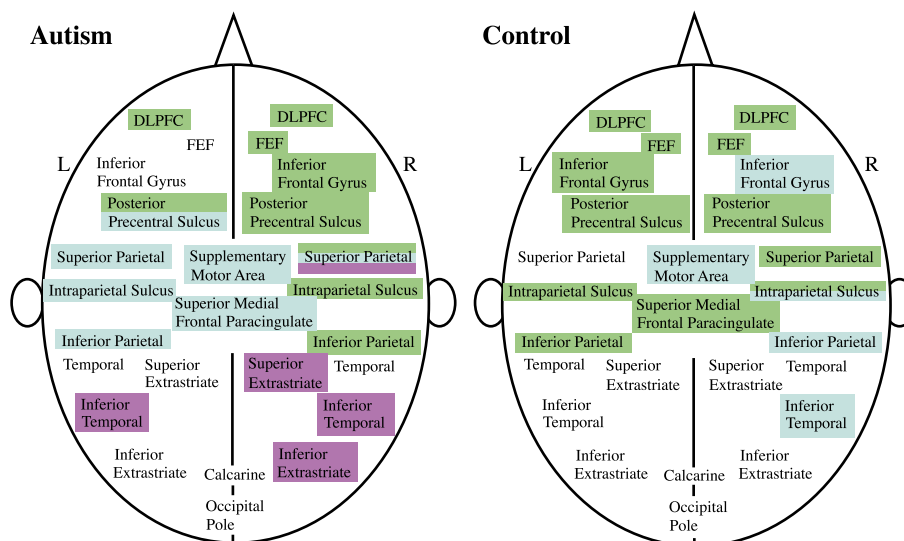 Autism
DLPFC
DLPFC
FEF
FEF
L
R
Inferior
Frontal Gyrus
Inferior
Frontal Gyrus
Posterior
Precentral Sulcus
Posterior
Precentral Sulcus
Superior Parietal
Supplementary
Motor Area
Superior Parietal
Intraparietal Sulcus
Intraparietal Sulcus
Superior Medial
Frontal Paracingulate
Inferior Parietal
Inferior Parietal
Temporal
Superior
Extrastriate
Superior
Extrastriate
Temporal
Inferior
Temporal
Inferior
Temporal
Inferior
Extrastriate
Inferior
Extrastriate
Calcarine
Occipital
Pole
Control
DLPFC
DLPFC
FEF
FEF
L
R
Inferior
Frontal Gyrus
Inferior
Frontal Gyrus
Posterior
Precentral Sulcus
Posterior
Precentral Sulcus
Superior Parietal
Supplementary
Motor Area
Superior Parietal
Intraparietal Sulcus
Intraparietal Sulcus
Superior Medial
Frontal Paracingulate
Inferior Parietal
Inferior Parietal
Temporal
Superior
Extrastriate
Superior
Extrastriate
Temporal
Inferior
Temporal
Inferior
Temporal
Inferior
Extrastriate
Inferior
Extrastriate
Calcarine
Occipital
Pole